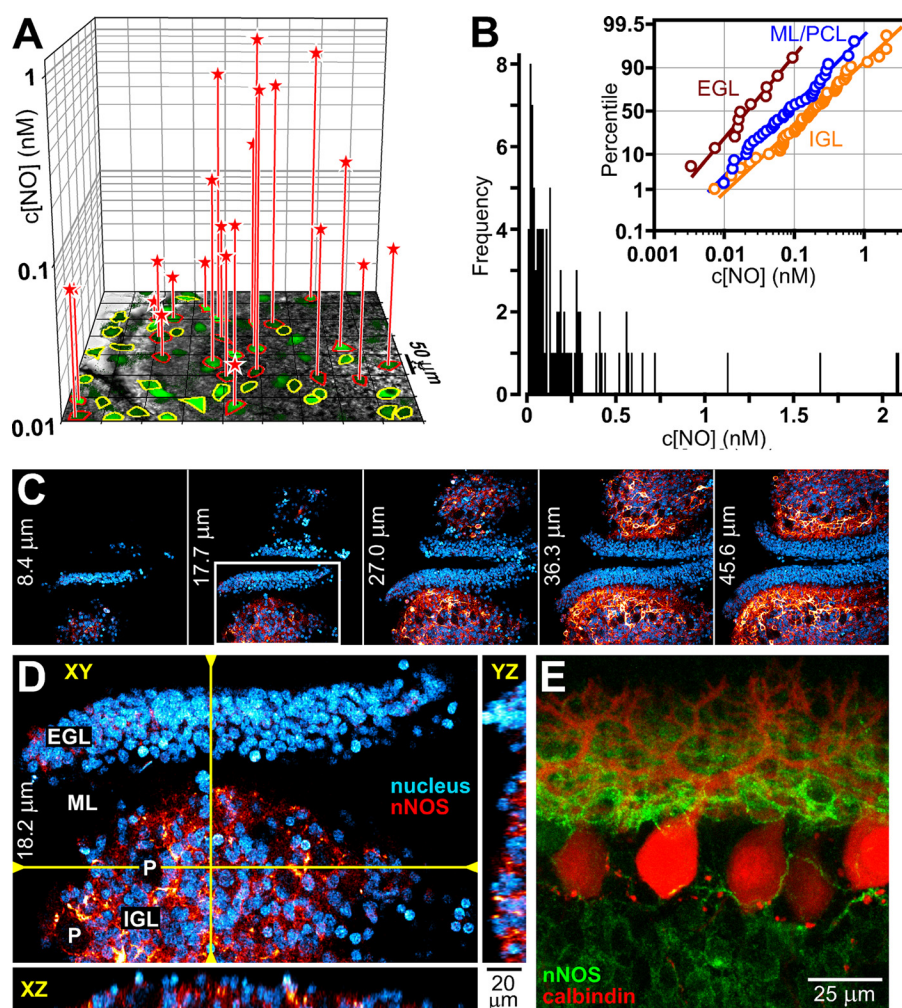 A
c[NO] (nM)
1
0.1
0.01
50 µm
B
Frequency
8
6
4
2
0
0
0.5
1
1.5
2
c[NO] (nM)
Percentile
99.5
90
50
10
1
0.1
0.001
0.01
0.1
1
c[NO] (nM)
EGL
ML/PCL
IGL
C
8.4 µm
17.7 µm
27.0 µm
36.3 µm
45.6 µm
D
XY
EGL
ML
nucleus
nNOS
18.2 µm
P
IGL
P
YZ
XZ
20
µm
E
nNOS
calbindin
25 µm